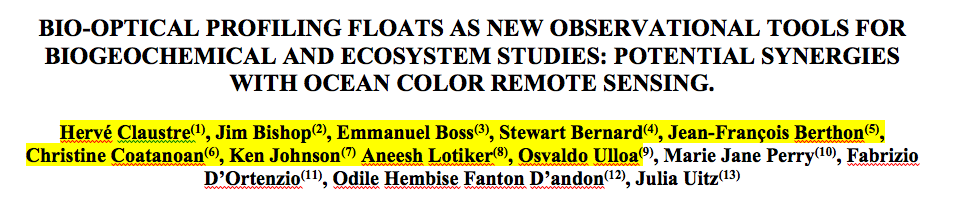 BIO-OPTICAL PROFILING FLOATS AS NEW OBSERVATIONAL TOOLS FOR
BIOGEOCHEMICAL AND ECOSYSTEM STUDIES: POTENTIAL SYNERGIES
WITH OCEAN COLOR REMOTE SENSING.
Hervé Claustre(1), Jim Bishop(2), Emmanuel Boss(3), Stewart Bernard(4), Jean-François Berthon(5),
Christine Coatanoan(6), Ken Johnson(7) Aneesh Lotiker(8), Osvaldo Ulloa(9), Marie Jane Perry(10), Fabrizio
D’Ortenzio(11), Odile Hembise Fanton D’andon(12), Julia Uitz(13)